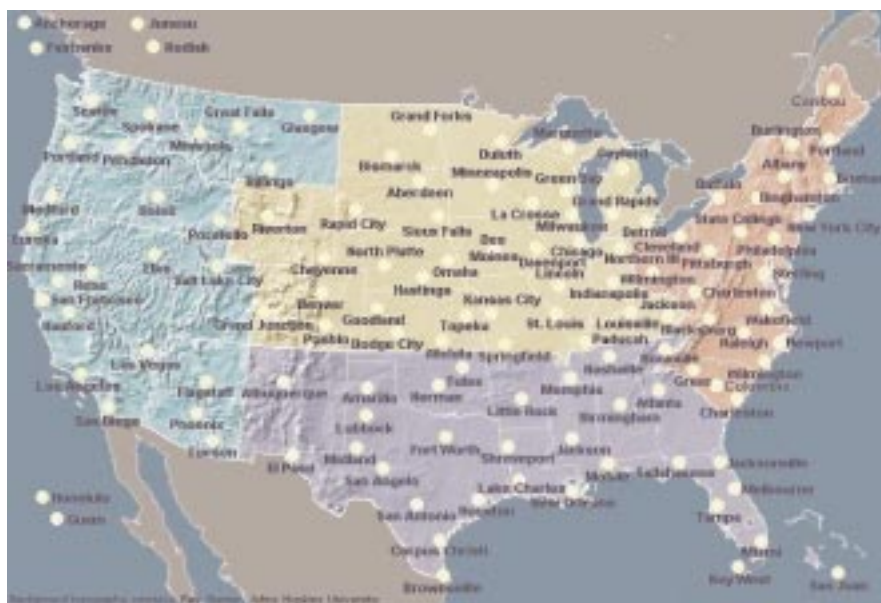 Anchorage
Juneau
Fairbanks
Caribou
Seattle
Spokane
Great Falls
Glasgow
Grand Forks
Marquette
Burlington
Missoula
Portland
Pendleton
Duluth
Gaylord
Portland
Bismarck
Minneapolis
Green Bay
Albany
Billings
Aberdeen
Buffalo
Binghamton
Medford
Boise
Grand Rapids
Rapid City
La Crosse
State College
New York City
Riverton
Sioux Falls
Milwaukee
Detroit
Pocatello
Eureka
Des
Cleveland
Philadelphia
North Platte
Moines
Chicago
Northern Ill
Pittsburgh
Elko
Davenport
Sacramento
Reno
Salt Lake City
Cheyenne
Omaha
Lincoln
Wilmington
Sterling
Hastings
Indianapolis
Charleston
San Francisco
Denver
Kansas City
Jackson
Hanford
Grand Junction
Goodland
Topeka
St. Louis
Louisville
Blacksburg
Wakefield
Pueblo
Dodge City
Paducah
Raleigh
Newport
Las Vegas
Wichita
Springfield
Nashville
Wilmington
Los Angeles
Flagstaff
Albuquerque
Tulsa
Memphis
Greer
Columbia
Amarillo
Norman
Atlanta
Little Rock
Birmingham
Charleston
San Diego
Phoenix
Lubbock
Fort Worth
Jackson
El Paso
Midland
Shreveport
Mobile
Tallahassee
Jacksonville
San Angelo
Lake Charles
Melbourne
Honolulu
New Orleans
Guam
San Antonio
Houston
Tampa
Corpus Christi
Miami
Brownsville
Key West
San Juan